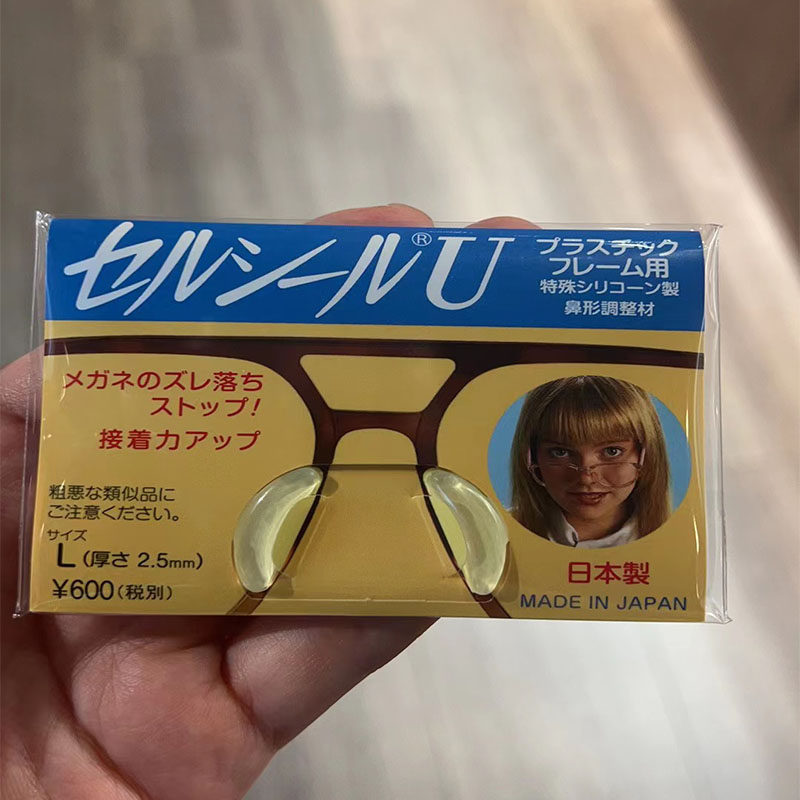 セルシール®U
プラスチック
フレーム用
特殊シリコーン製
鼻形調整材
メガネのズレ落ち
ストップ!
接着力アップ
粗悪な類似品に
ご注意ください。
サイズ
L(厚さ 2.5mm)
¥600(税別)
日本製
MADE IN JAPAN